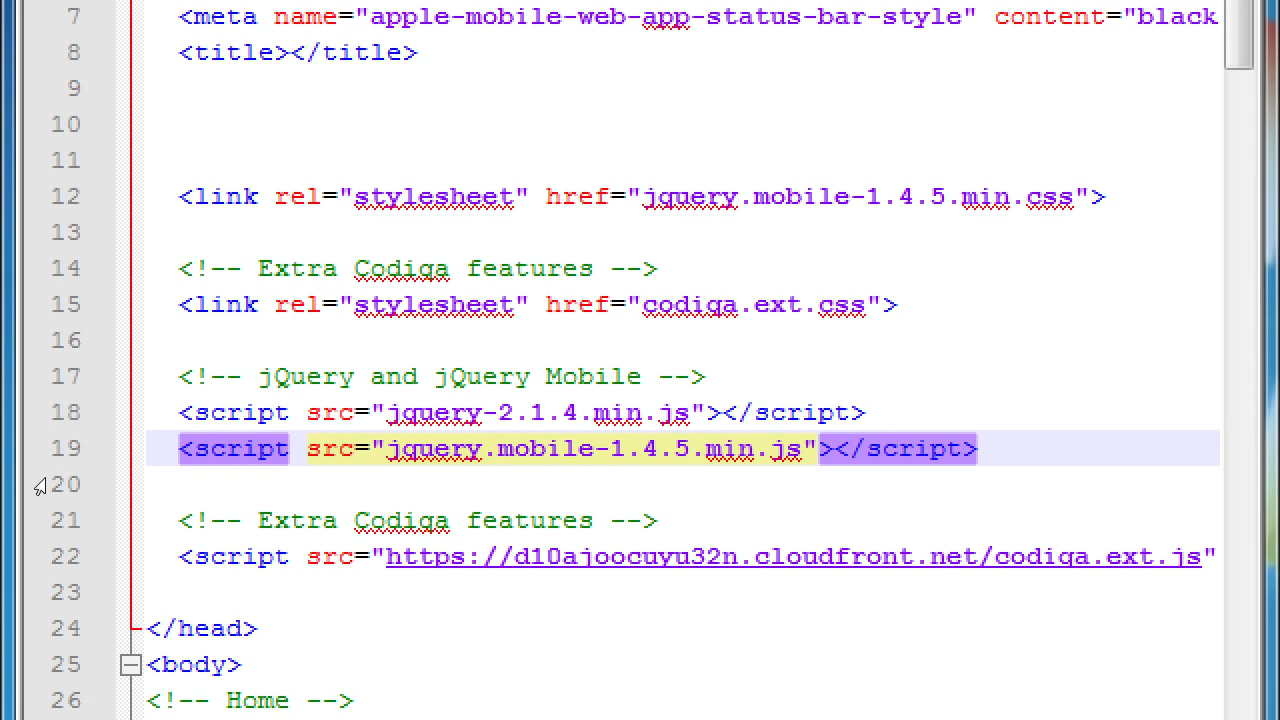 7 <meta name="apple-mobile-web-app-status-bar-style" content="black
8 <title></title>
9
10
11
12 <link rel="stylesheet" href="jquery.mobile-1.4.5.min.css">
13
14 <!-- Extra Codiqa features -->
15 <link rel="stylesheet" href="codiqa.ext.css">
16
17 <!-- jQuery and jQuery Mobile -->
18 <script src="jquery-2.1.4.min.js"></script>
19 <script src="jquery.mobile-1.4.5.min.js"></script>
20
21 <!-- Extra Codiqa features -->
22 <script src="https://d10ajoocuyu32n.cloudfront.net/codiqa.ext.js"
23
24 </head>
25 <body>
26 <!-- Home -->